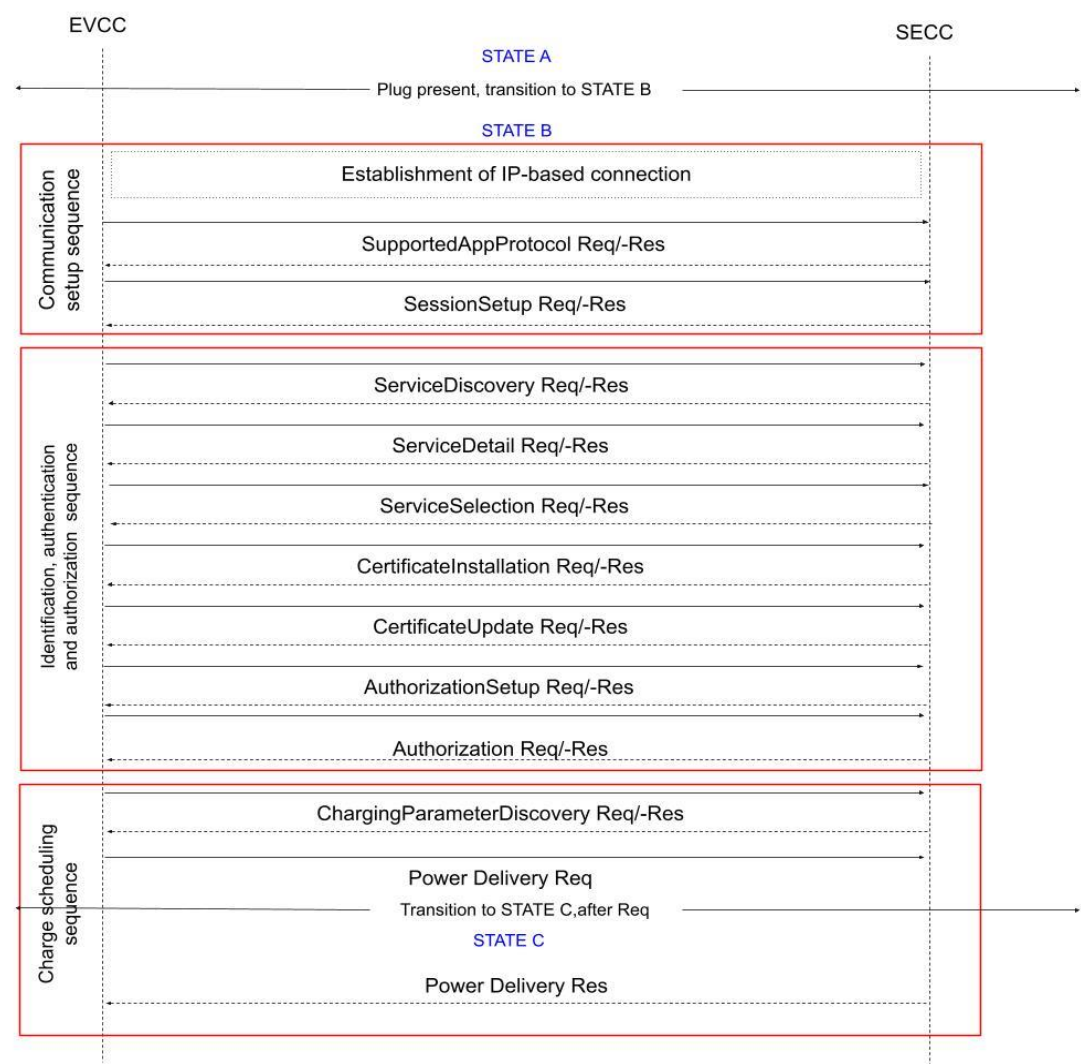 EVCC
SECC
STATE A
Plug present, transition to STATE B
STATE B
Communication
setup sequence
Establishment of IP-based connection
SupportedAppProtocol Req/-Res
SessionSetup Req/-Res
Identification, authentication
and authorization sequence
ServiceDiscovery Req/-Res
ServiceDetail Req/-Res
ServiceSelection Req/-Res
CertificateInstallation Req/-Res
CertificateUpdate Req/-Res
AuthorizationSetup Req/-Res
Authorization Req/-Res
Charge scheduling
sequence
ChargingParameterDiscovery Req/-Res
Power Delivery Req
Transition to STATE C,after Req
STATE C
Power Delivery Res